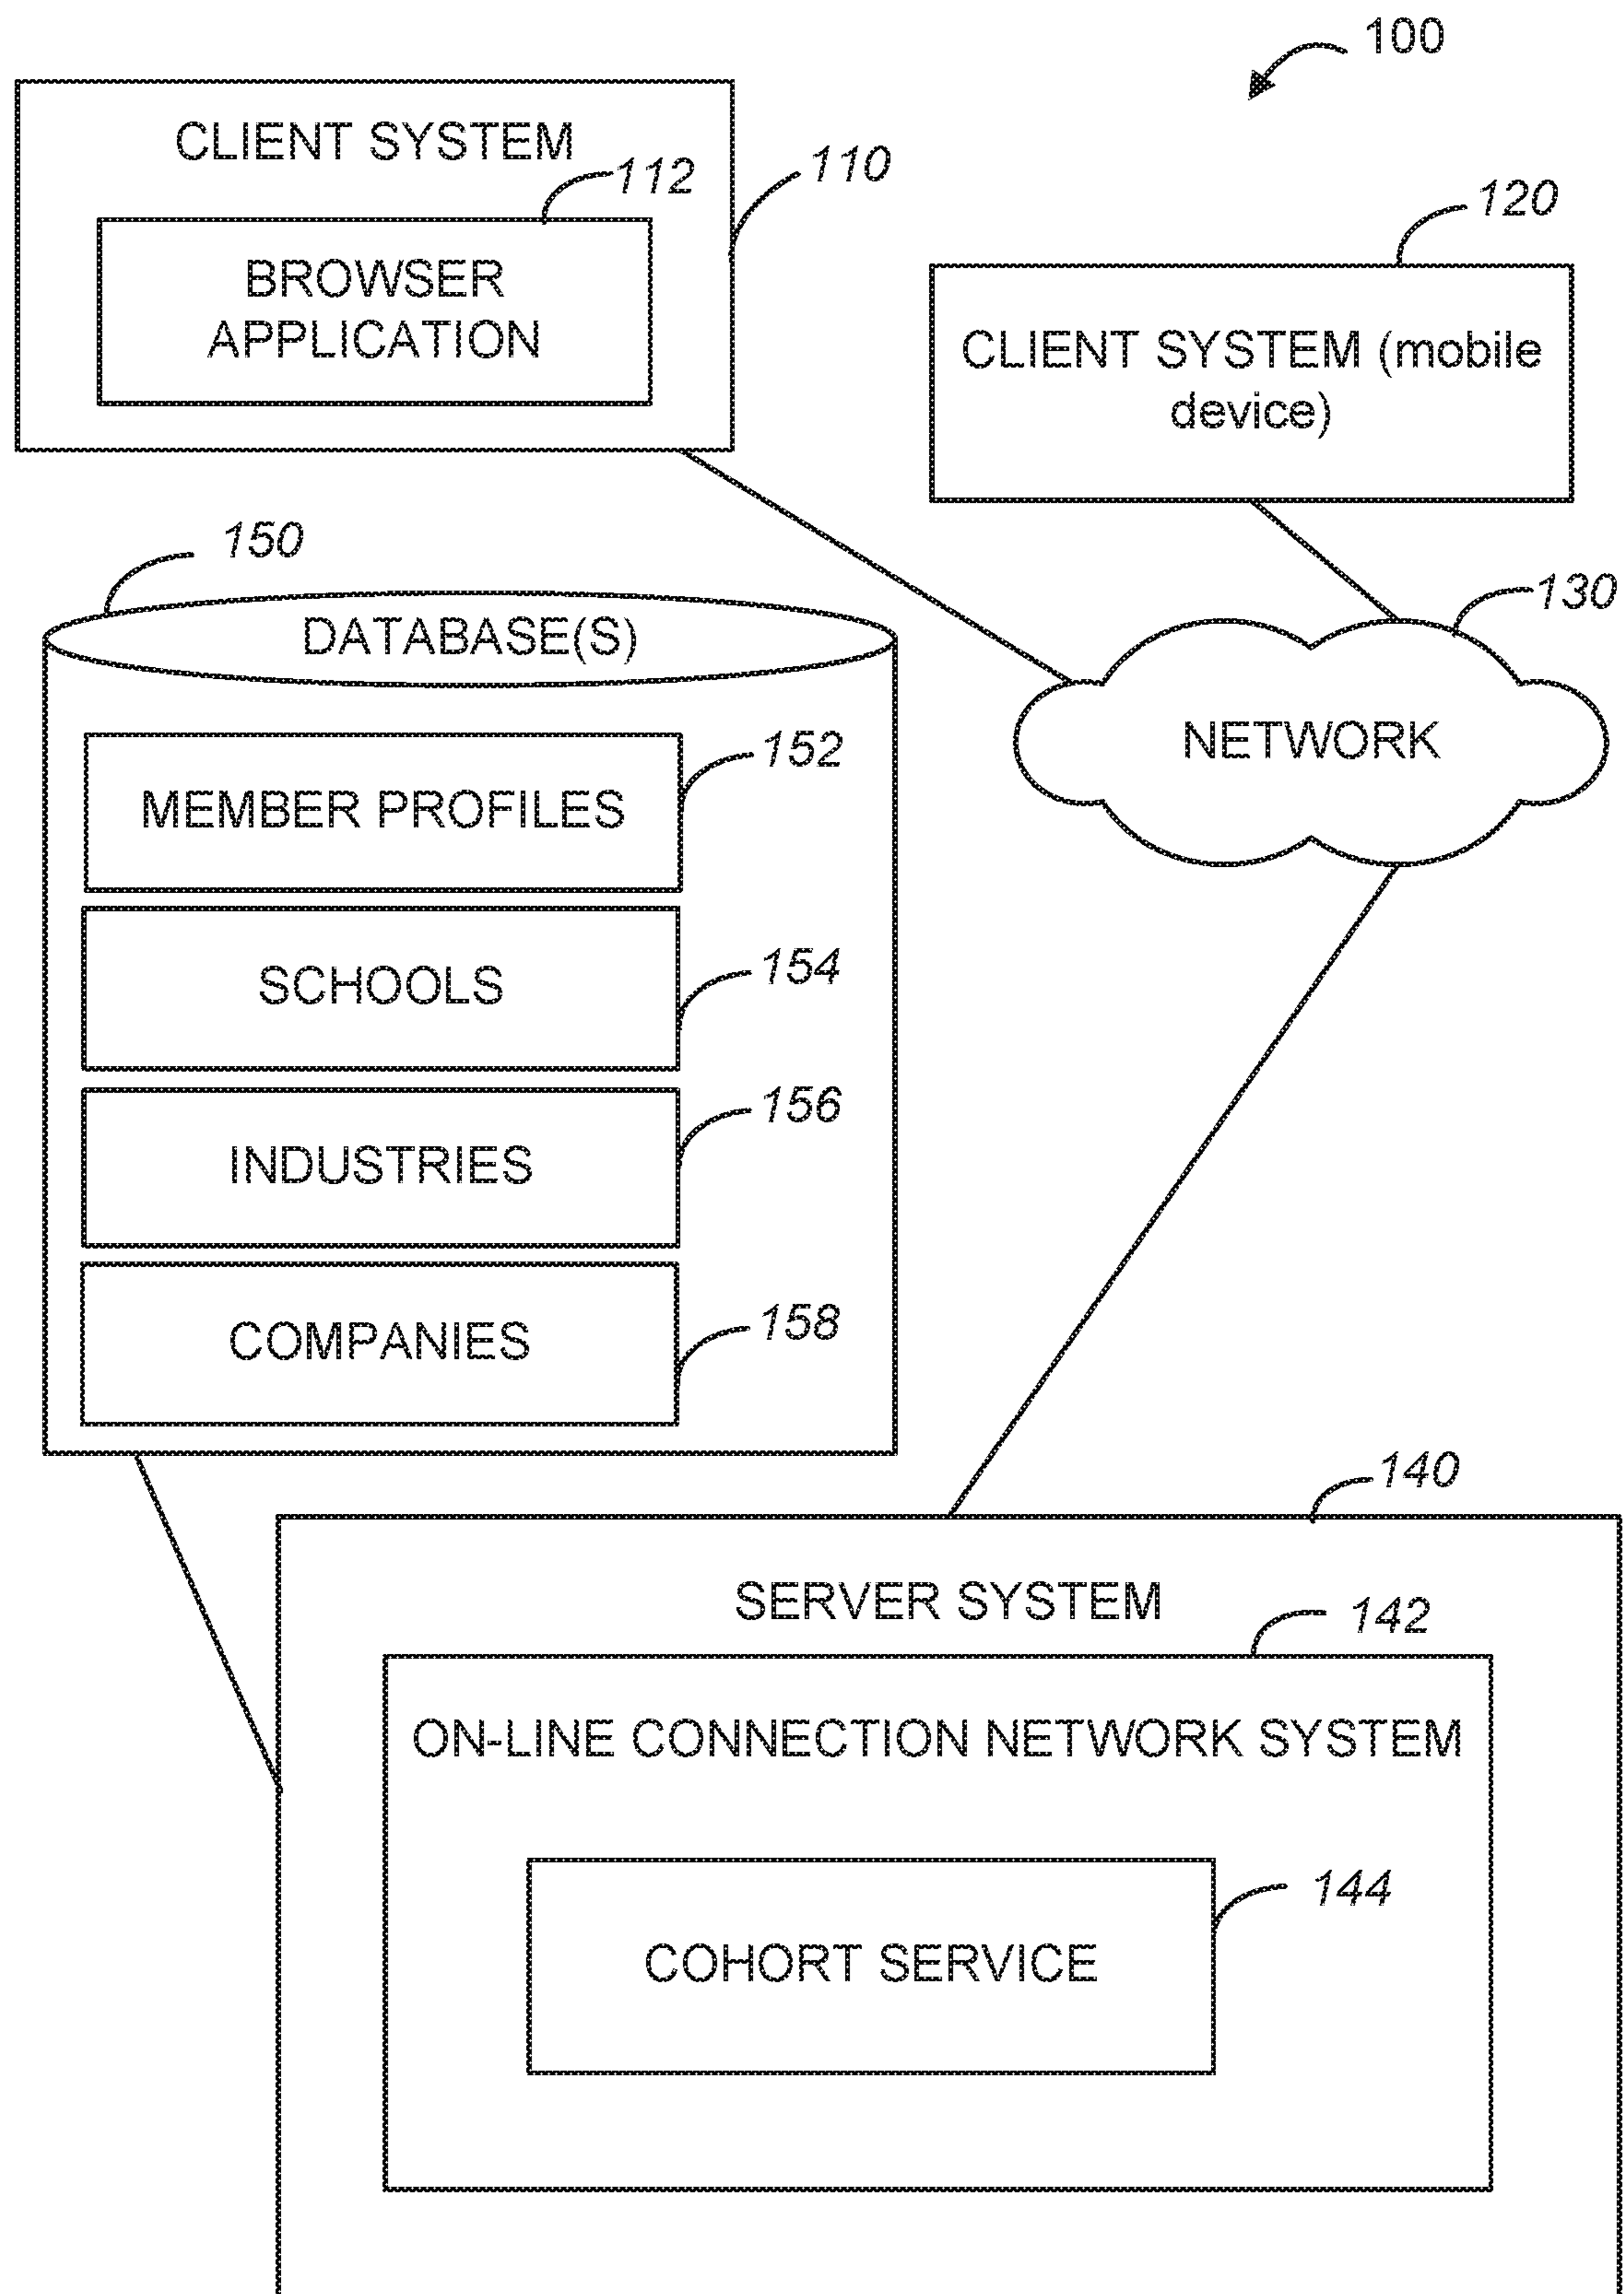 100
CLIENT SYSTEM
112
110
BROWSER
APPLICATION
120
CLIENT SYSTEM (mobile
device)
150
130
DATABASE(S)
NETWORK
152
MEMBER PROFILES
154
SCHOOLS
156
INDUSTRIES
158
COMPANIES
140
SERVER SYSTEM
142
ON-LINE CONNECTION NETWORK SYSTEM
144
COHORT SERVICE